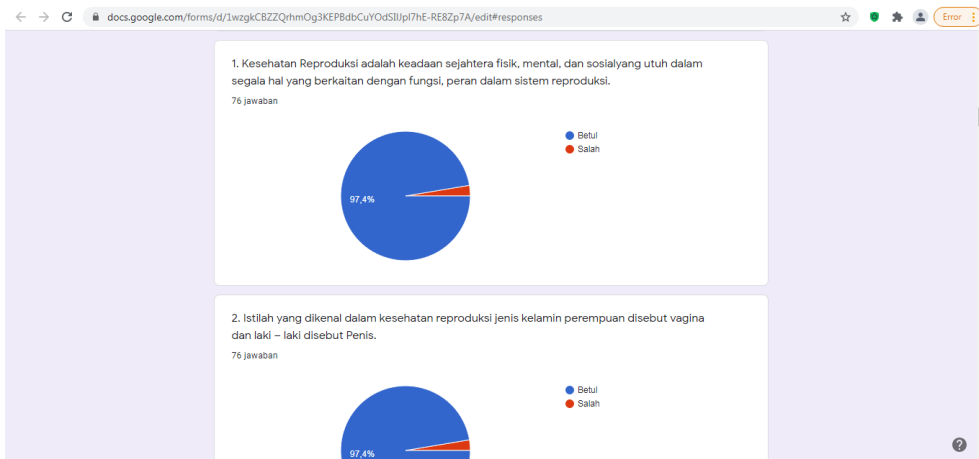 docs.google.com/forms/d/1wzgkCBZZQrhmOg3KEPBdbCuYOdSIlJpl7hE-RE8Zp7A/edit#responses
Error
1. Kesehatan Reproduksi adalah keadaan sejahtera fisik, mental, dan sosialyang utuh dalam
segala hal yang berkaitan dengan fungsi, peran dalam sistem reproduksi.
76 jawaban
Betul
Salah
97,4%
2. Istilah yang dikenal dalam kesehatan reproduksi jenis kelamin perempuan disebut vagina
dan laki – laki disebut Penis.
76 jawaban
Betul
Salah
97,4%